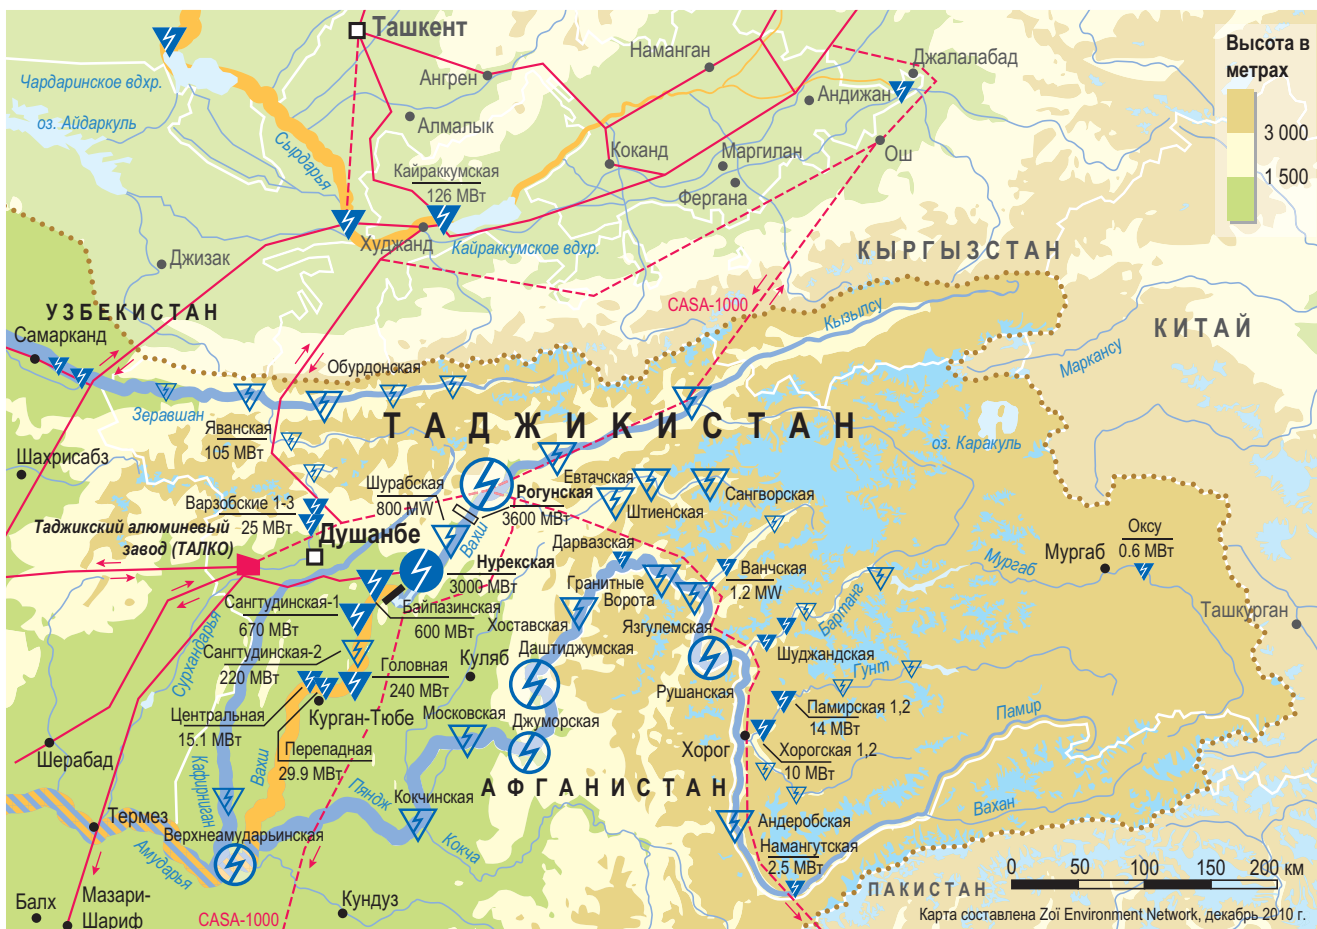 Ташкент
Ангрен
Наманган
Джалалабад
Андижан
Алмалык
Чардаринское вдхр.
оз. Айдаркуль
Сырдарья
Коканд
Маргилан
Ош
Фергана
Кайраккумская
126 МВт
Худжанд
Кайраккумское вдхр.
Джизак
Высота в
метрах
3 000
1 500
КЫРГЫЗСТАН
КИТАЙ
УЗБЕКИСТАН
CASA-1000
Кызылсу
Маркансу
Самарканд
Обурдонская
Зеравшан
ТАДЖИКИСТАН
Яванская
105 МВт
оз. Каракуль
Шахрисабз
Шурабская
800 MW
Евтачская
Рогунская
3600 МВт
Штиенская
Сангворская
Варзобские 1-3
25 МВт
Таджикский алюминевый
завод (ТАЛКО)
Душанбе
Вахш
Нурекская
3000 МВт
Дарвазская
Гранитные
Ворота
Ванчская
1.2 MW
Оксу
0.6 МВт
Мургаб
Мургаб
Ташкурган
Сангтудинская-1
670 МВт
Байпазинская
600 МВт
Хоставская
Язгулемская
Бартанг
Шуджандская
Сурхандарья
Сангтудинская-2
220 МВт
Куляб
Даштиджумская
Гунт
Головная
240 МВт
Рушанская
Памирская 1,2
14 МВт
Центральная
15.1 МВт
Курган-Тюбе
Московская
Джуморская
Памир
Перепадная
29.9 МВт
Хорог
Хорогская 1,2
10 МВт
Шерабад
Кафирниган
Вахш
Пяндж
Кокчинская
АФГАНИСТАН
Вахан
Термез
Верхнеамударьинская
Амударья
Кокча
Андеробская
Намангутская
2.5 МВт
0 50 100 150 200 км
ПАКИСТАН
Балх
Мазари-
Шариф
Кундуз
CASA-1000
Карта составлена Zoï Environment Network, декабрь 2010 г.